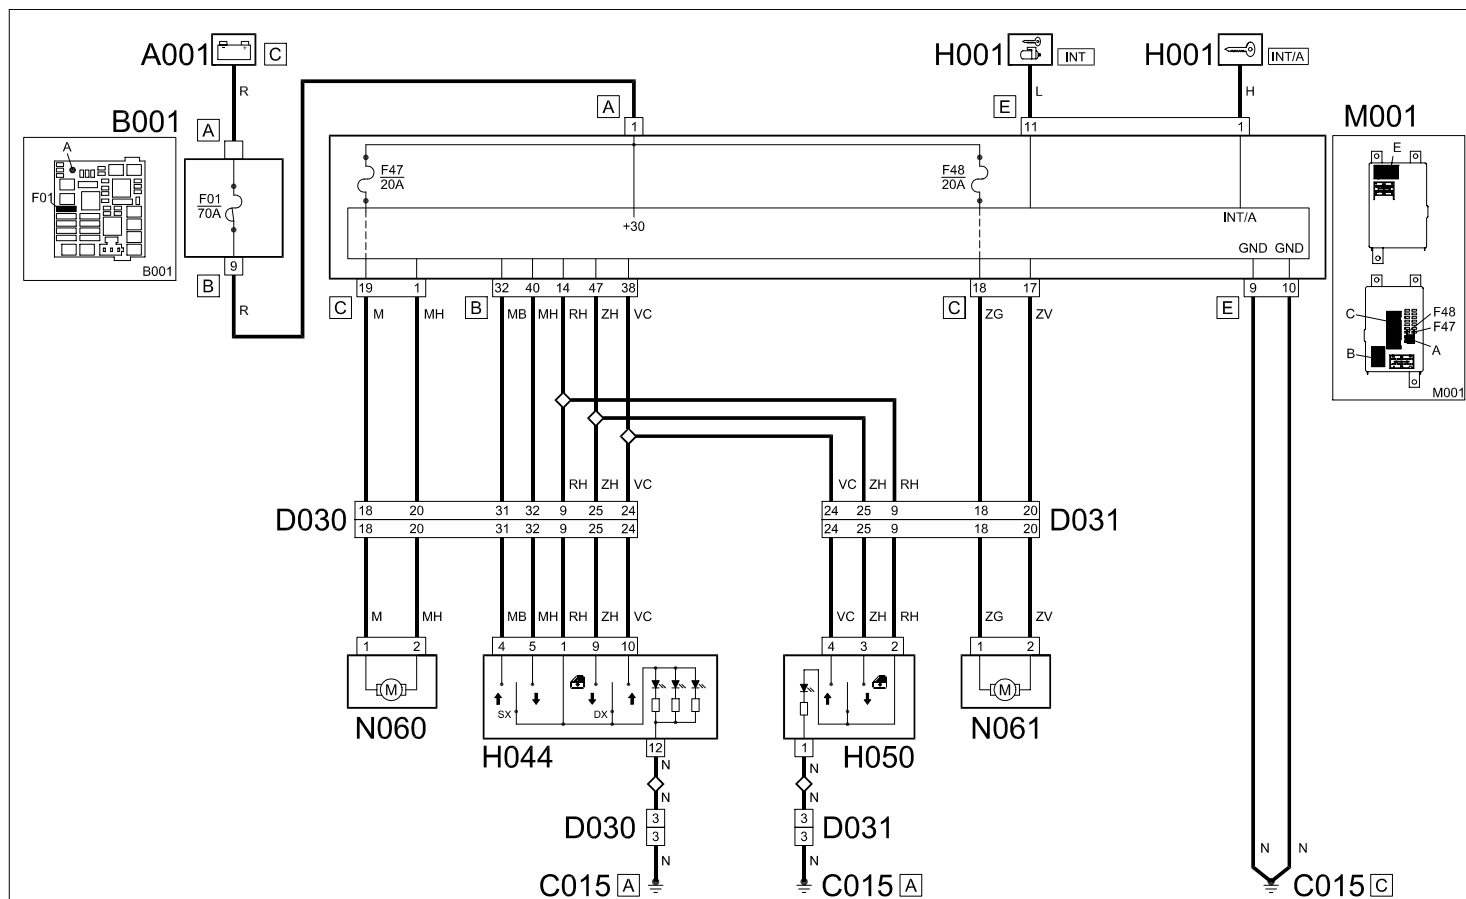 A001 C H001 INT H001 INT/A
R L H
B001 A A E M001
1 11 1
A E
F01 F01 70A F47 20A F48 20A
+30 INT/A
GND GND
B001 9
B R
19 1 32 40 14 47 38 18 17 9 10
C B C E
M MH MB MH RH ZH VC ZG ZV
C F48
F47
B A
M001
RH ZH VC VC ZH RH
D030 18 20 31 32 9 25 24 24 25 9 18 20 D031
18 20 31 32 9 25 24 24 25 9 18 20
M MH MB MH RH ZH VC VC ZH RH ZG ZV
1 2 4 5 1 9 10 4 3 2 1 2
M M
SX DX
N060 N061
H044 12 1 H050
N N
N N
D030 3 3 D031
3 3
N N N N
C015 A C015 A C015 C